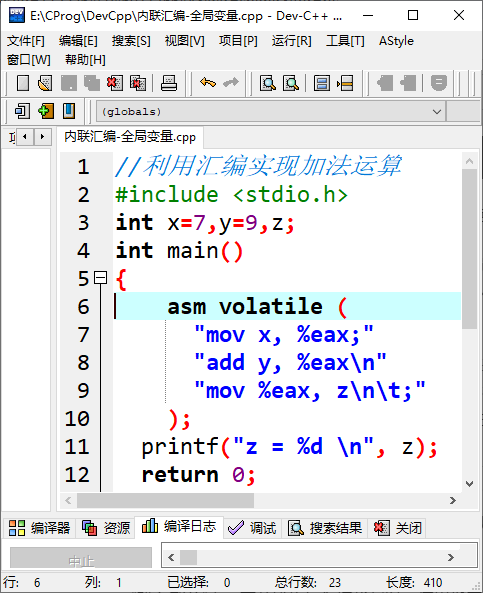 E:\CProg\DevCpp\内联汇编-全局变量.cpp - Dev-C++ ...
文件[F] 编辑[E] 搜索[S] 视图[V] 项目[P] 运行[R] 工具[T] AStyle
窗口[W] 帮助[H]
(globals)
内联汇编-全局变量.cpp
1 //利用汇编实现加法运算
2 #include <stdio.h>
3 int x=7,y=9,z;
4 int main()
5 {
6 asm volatile (
7 "mov x, %eax;"
8 "add y, %eax\n"
9 "mov %eax, z\n\t;"
10 );
11 printf("z = %d \n", z);
12 return 0;
编译器 资源 编译日志 调试 搜索结果 关闭
中止
行: 6 列: 1 已选择: 0 总行数: 23 长度: 410